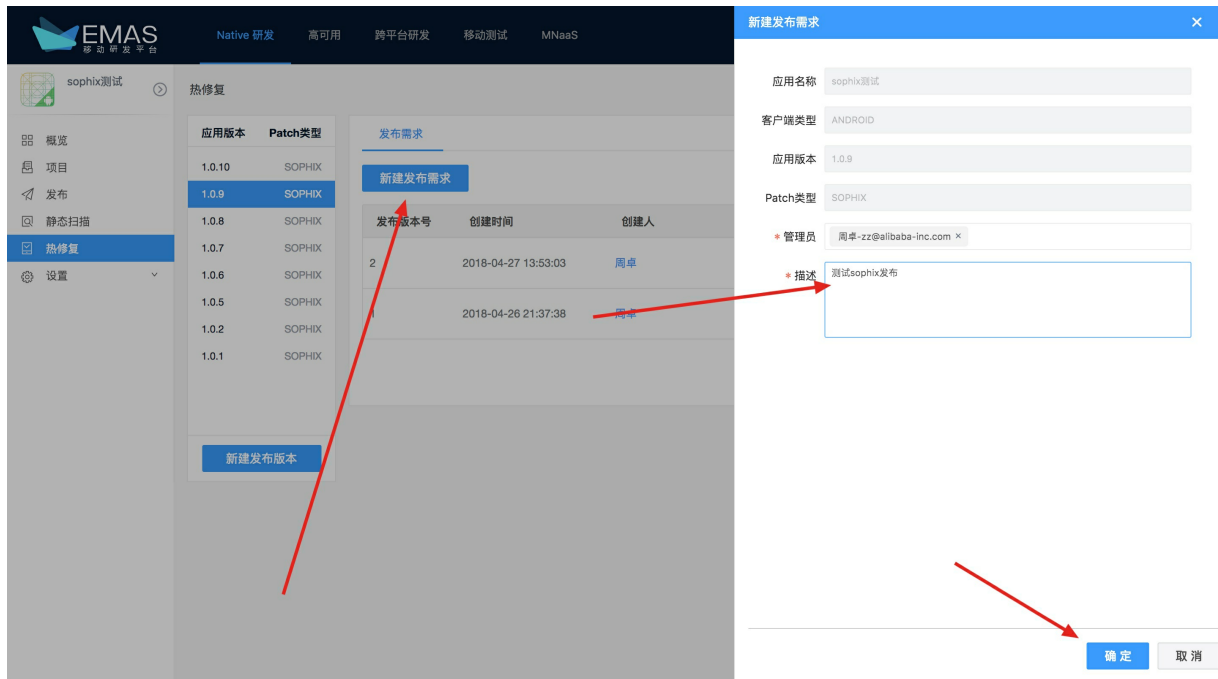 EMAS
移动研发平台
Native 研发 高可用 跨平台研发 移动测试 MNaaS
sophix测试
概览
项目
发布
静态扫描
热修复
设置
热修复
应用版本 Patch类型
1.0.10 SOPHIX
1.0.9 SOPHIX
1.0.8 SOPHIX
1.0.7 SOPHIX
1.0.6 SOPHIX
1.0.5 SOPHIX
1.0.2 SOPHIX
1.0.1 SOPHIX
新建发布版本
发布需求
新建发布需求
发布版本号 创建时间 创建人
2 2018-04-27 13:53:03 周卓
1 2018-04-26 21:37:38 周卓
新建发布需求 ×
应用名称 sophix测试
客户端类型 ANDROID
应用版本 1.0.9
Patch类型 SOPHIX
* 管理员 周卓-zz@alibaba-inc.com ×
* 描述 测试sophix发布
确 定 取 消